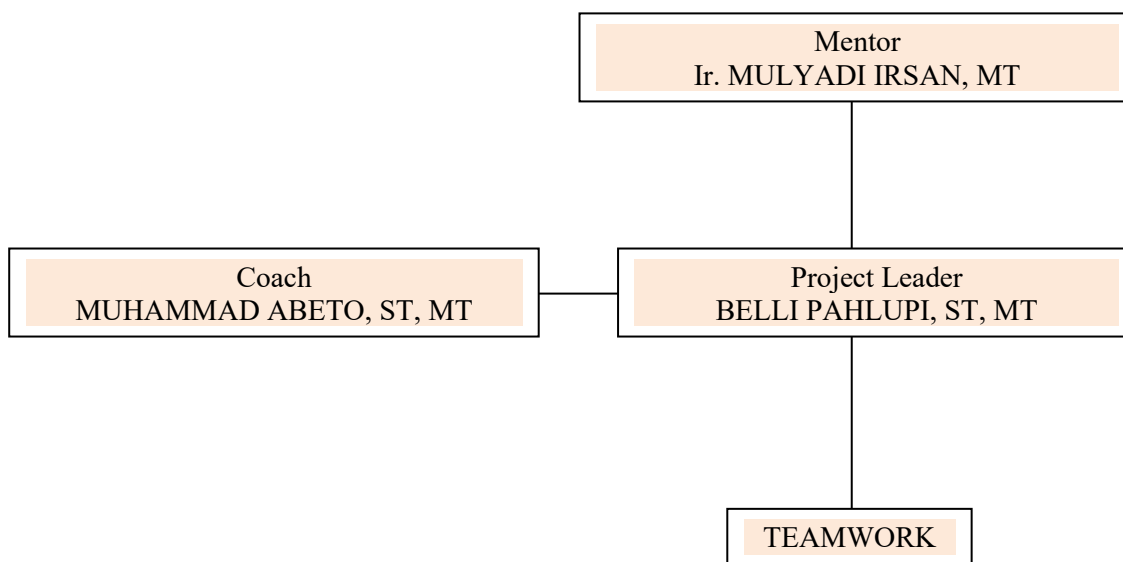 Mentor
Ir. MULYADI IRSAN, MT
Coach
MUHAMMAD ABETO, ST, MT
Project Leader
BELLI PAHLUPI, ST, MT
TEAMWORK